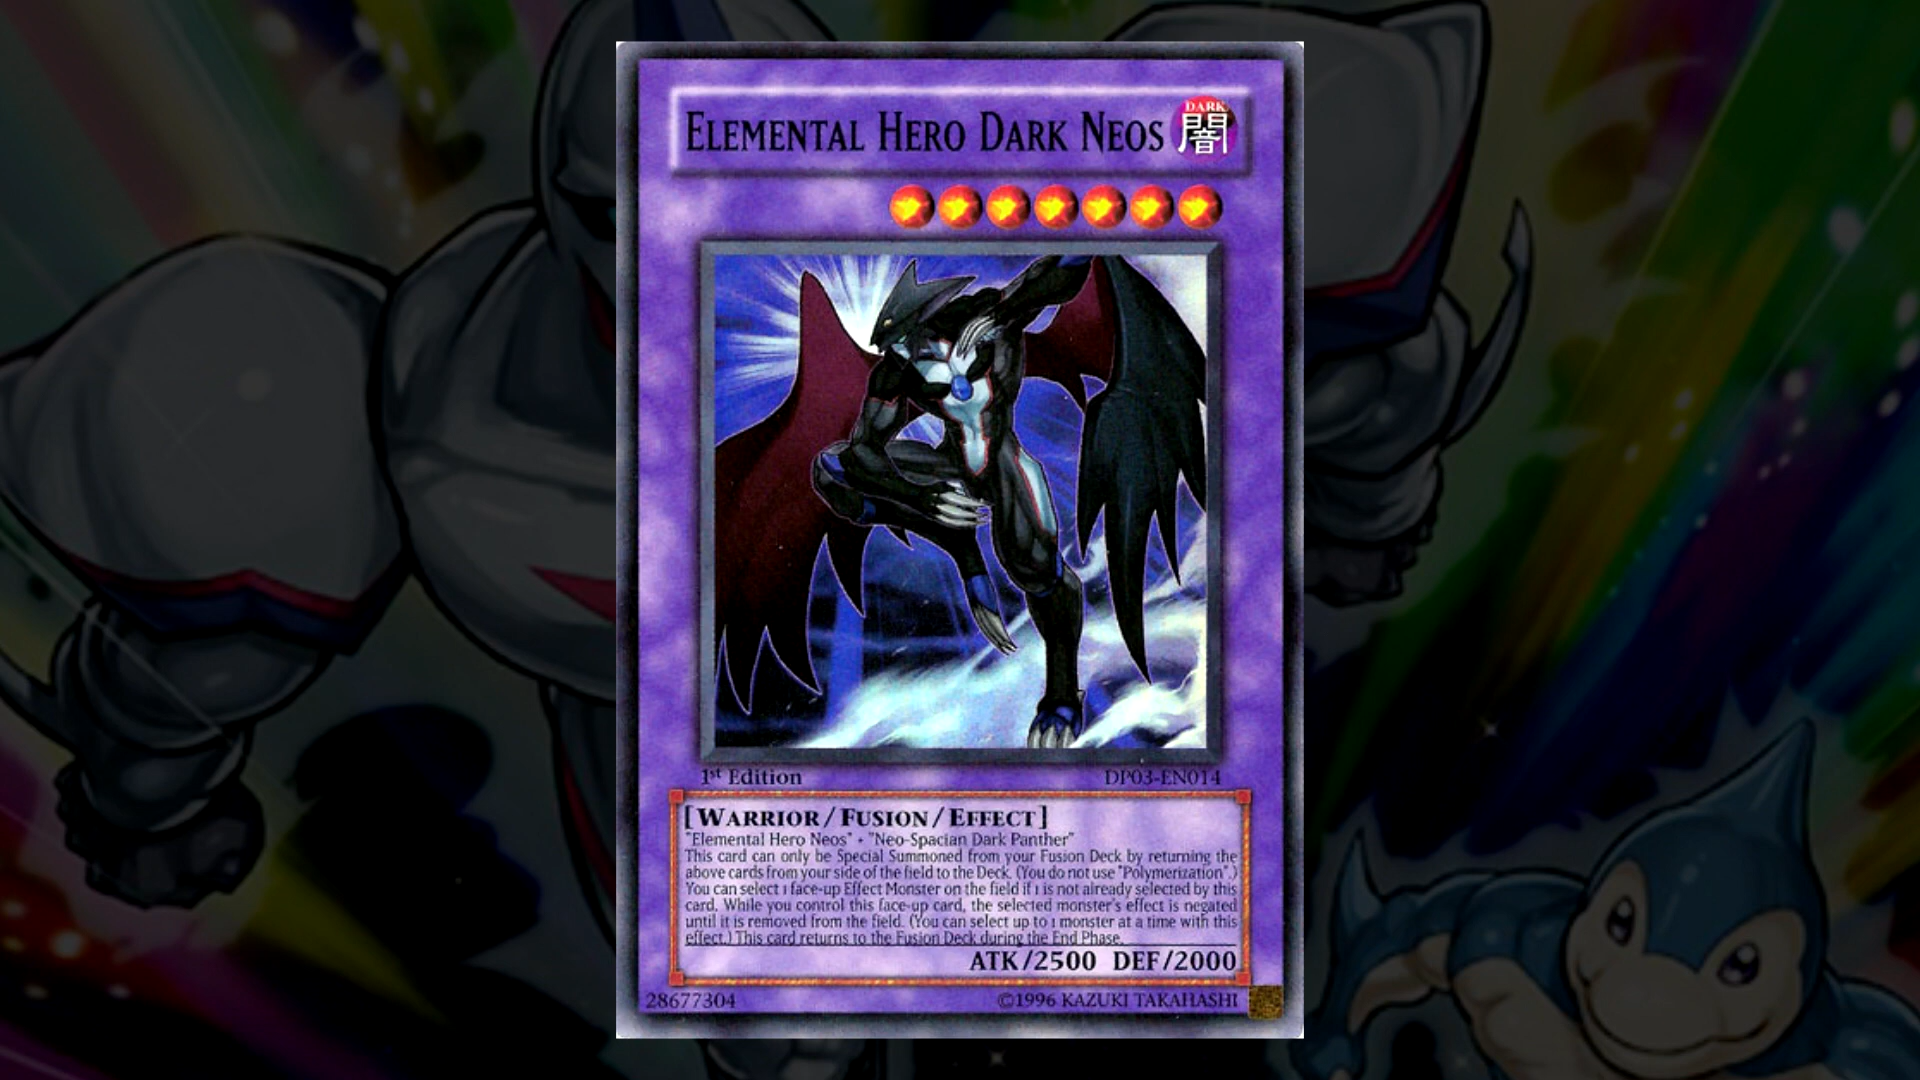 Elemental Hero Dark Neos
DARK
闇
1st Edition
DP03-EN014
[Warrior/Fusion/Effect]
"Elemental Hero Neos" + "Neo-Spacian Dark Panther"
This card can only be Special Summoned from your Fusion Deck by returning the
above cards from your side of the field to the Deck. (You do not use "Polymerization".)
You can select 1 face-up Effect Monster on the field if 1 is not already selected by this
card. While you control this face-up card, the selected monster's effect is negated
until it is removed from the field. (You can select up to 1 monster at a time with this
effect.) This card returns to the Fusion Deck during the End Phase.
ATK/2500 DEF/2000
28677304
©1996 KAZUKI TAKAHASHI